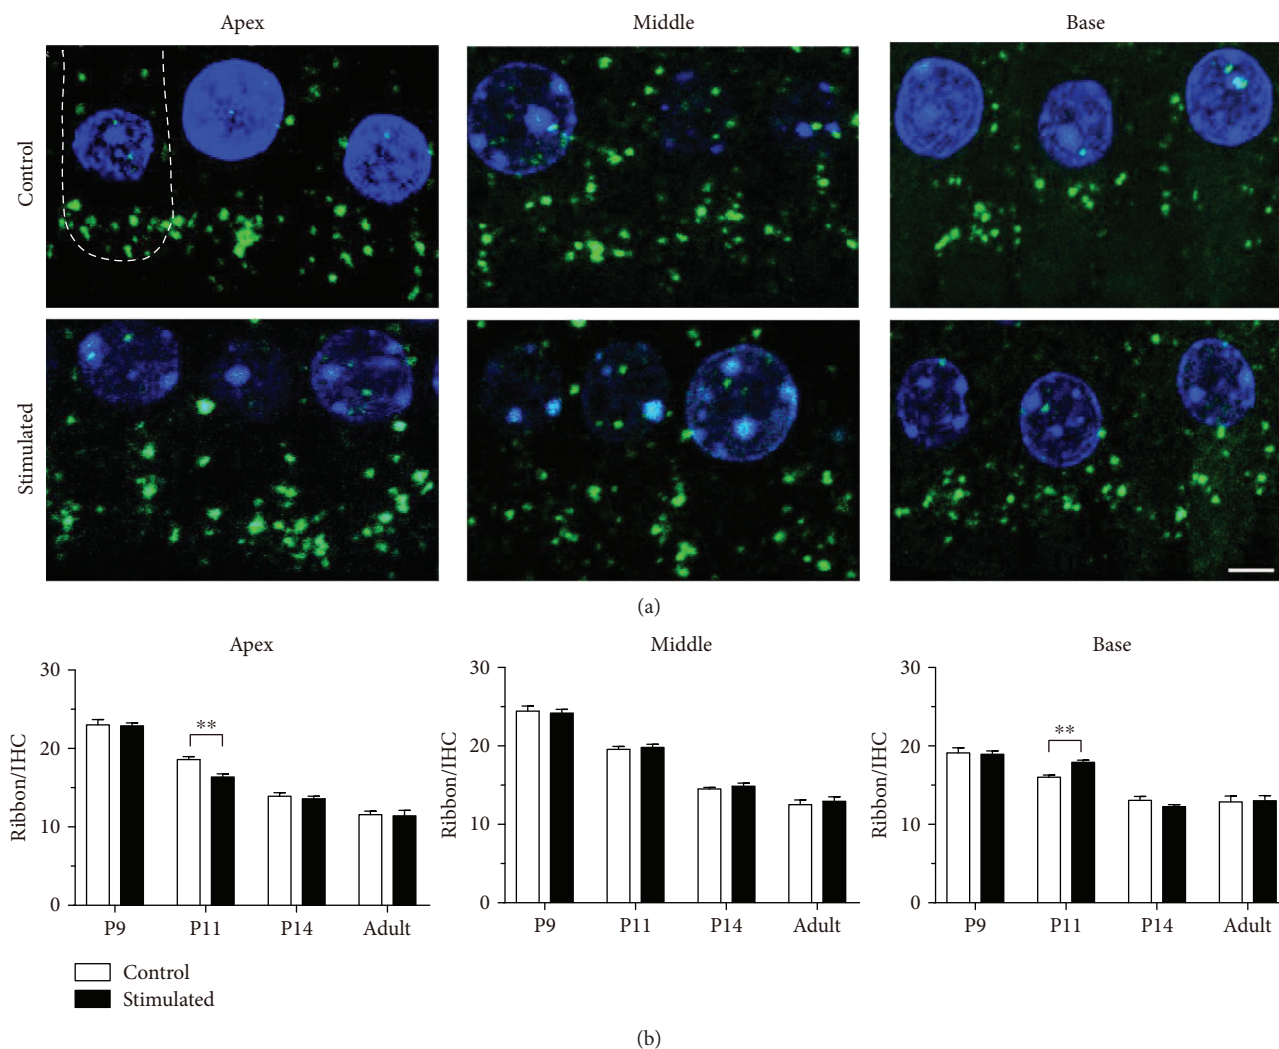 Apex Middle Base
Control
Stimulated
(a)
Apex Middle Base
Ribbon/IHC
30
20
10
0
**
P9 P11 P14 Adult
Ribbon/IHC
30
20
10
0
P9 P11 P14 Adult
Ribbon/IHC
30
20
10
0
**
P9 P11 P14 Adult
Control
Stimulated
(b)